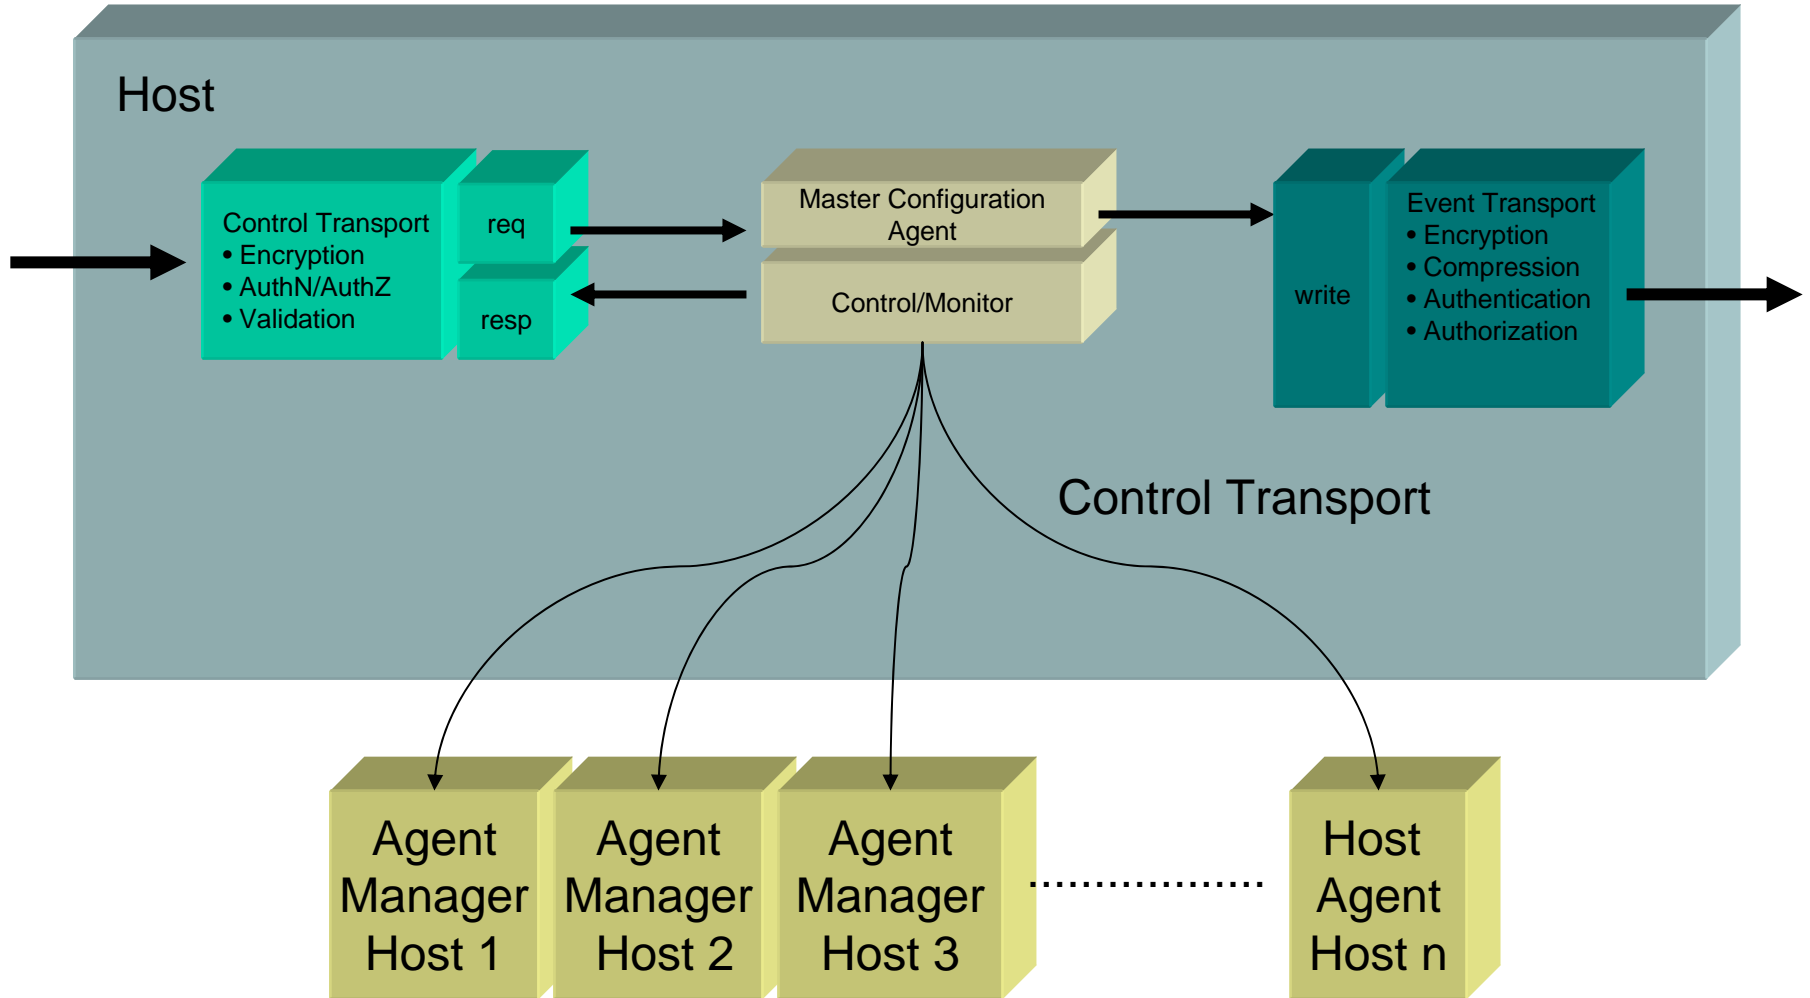 Host
Control Transport
• Encryption
• AuthN/AuthZ
• Validation
req
resp
Master Configuration
Agent
Control/Monitor
write
Event Transport
• Encryption
• Compression
• Authentication
• Authorization
Control Transport
Agent
Manager
Host 1
Agent
Manager
Host 2
Agent
Manager
Host 3
Host
Agent
Host n